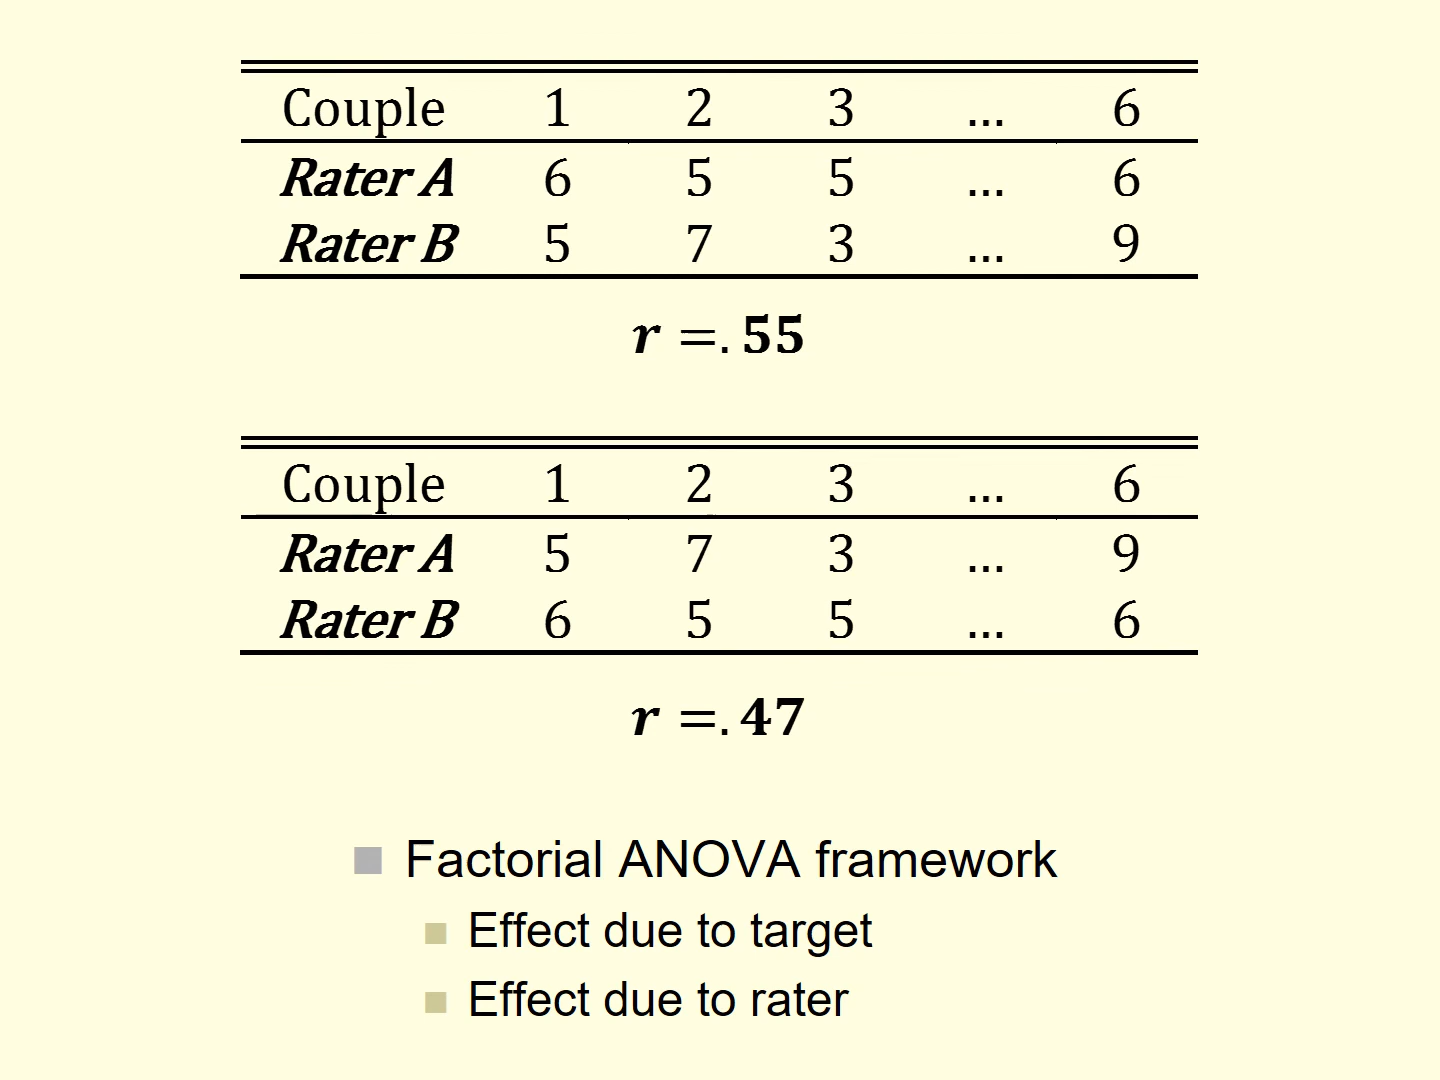 Couple 1 2 3 ... 6
Rater A 6 5 5 ... 6
Rater B 5 7 3 ... 9
r =. 55
Couple 1 2 3 ... 6
Rater A 5 7 3 ... 9
Rater B 6 5 5 ... 6
r =. 47
Factorial ANOVA framework
Effect due to target
Effect due to rater